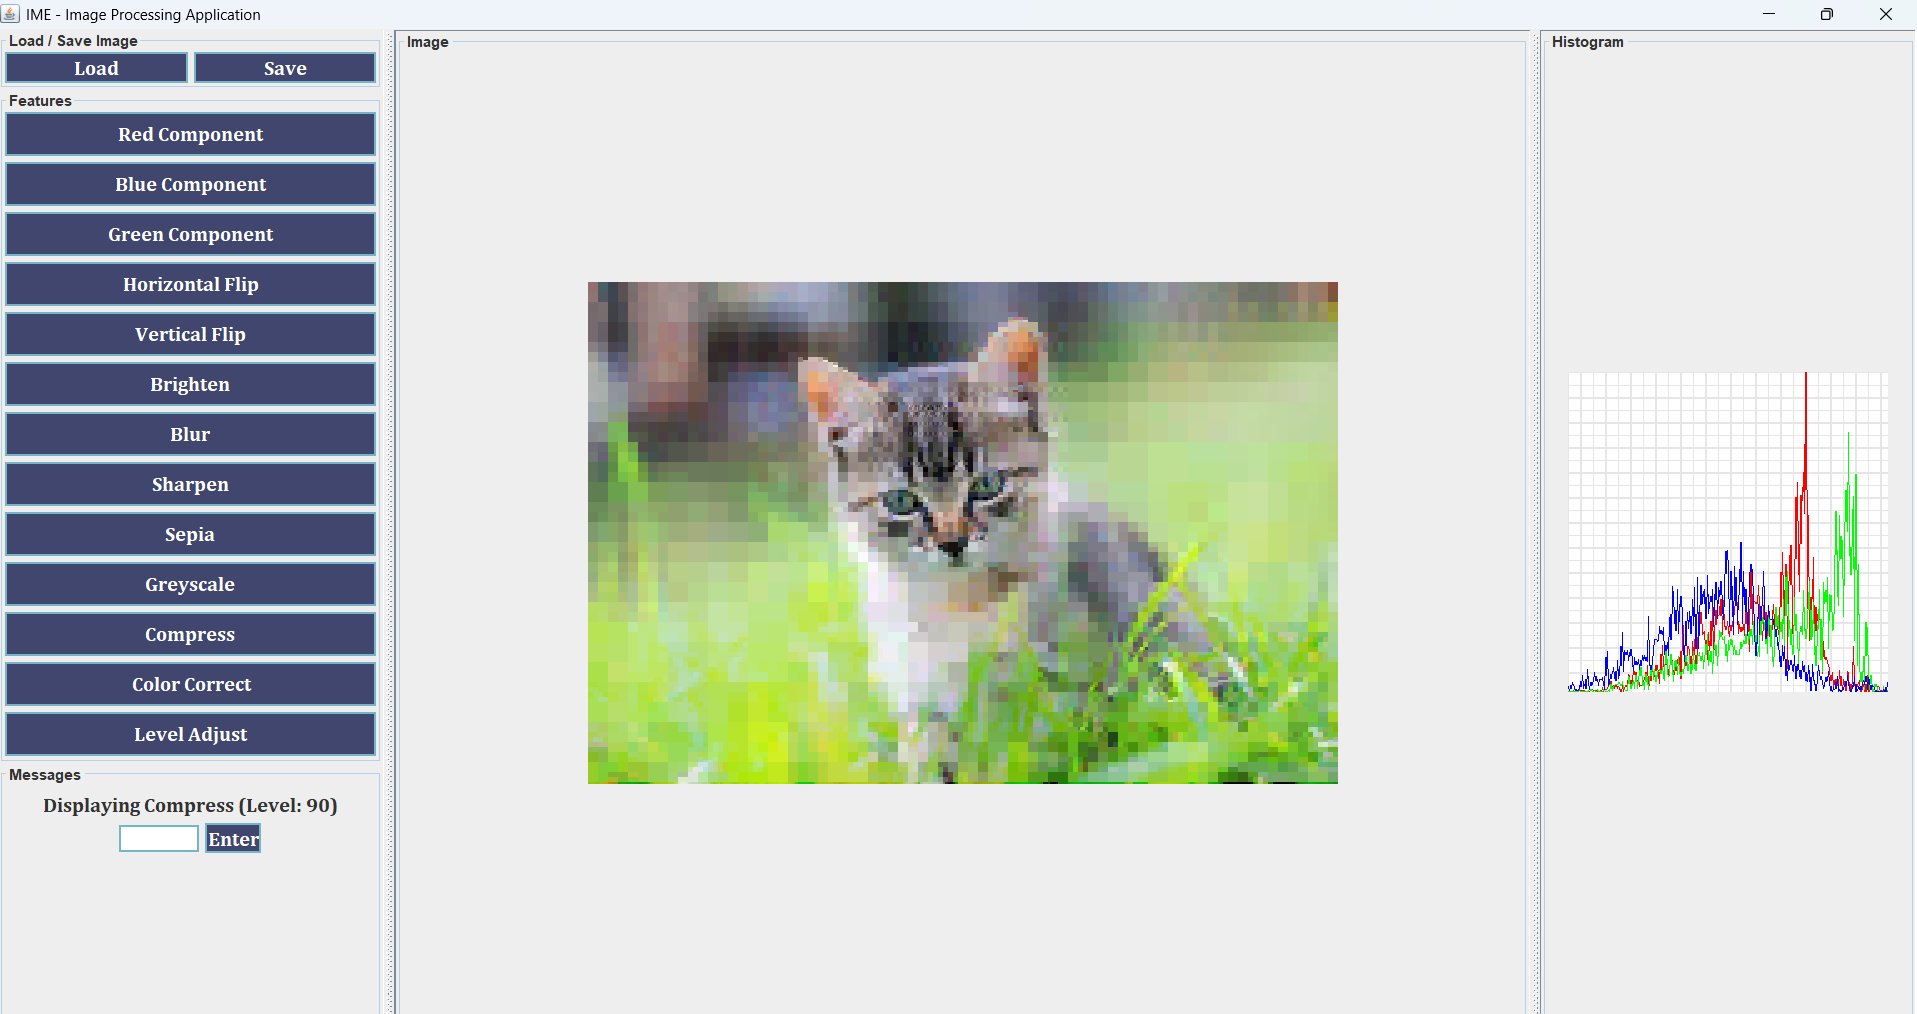 IME - Image Processing Application
Load / Save Image
Load
Save
Features
Red Component
Blue Component
Green Component
Horizontal Flip
Vertical Flip
Brighten
Blur
Sharpen
Sepia
Greyscale
Compress
Color Correct
Level Adjust
Messages
Displaying Compress (Level: 90)
Enter
Image
Histogram